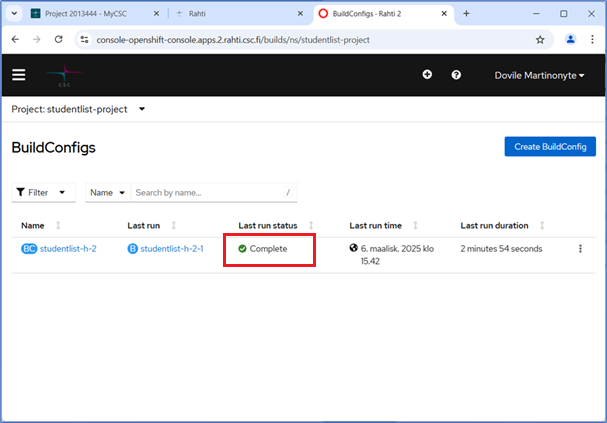 Project 2013444 - MyCSC
Rahti
BuildConfigs - Rahti 2
console-openshift-console.apps.2.rahti.csc.fi/builds/ns/studentlist-project
CSC
Dovile Martinonyte
Project: studentlist-project
BuildConfigs
Create BuildConfig
Filter Name Search by name... /
Name Last run Last run status Last run time Last run duration
BC studentlist-h-2 B studentlist-h-2-1 Complete 6. maalisk. 2025 klo 2 minutes 54 seconds
15.42